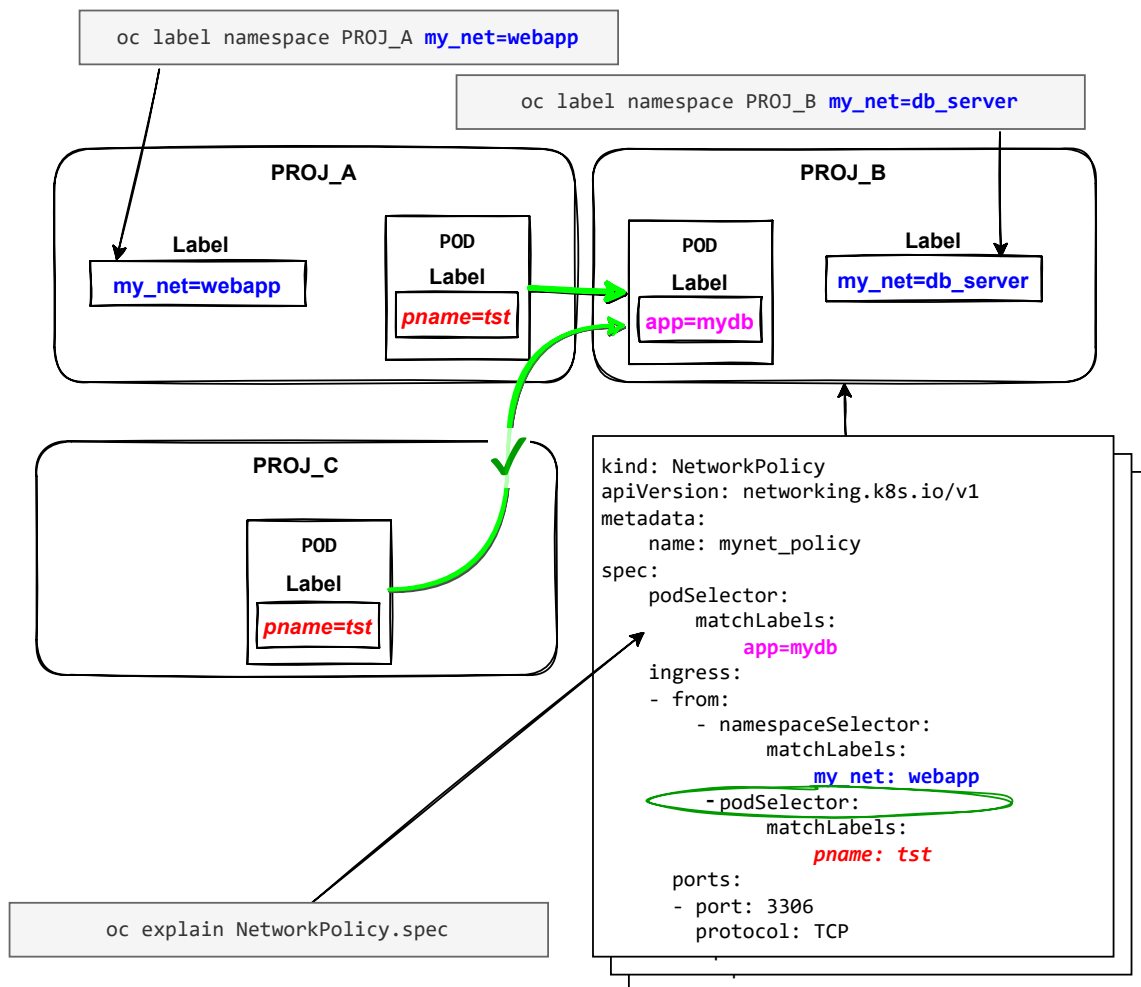 oc label namespace PROJ_A my_net=webapp
oc label namespace PROJ_B my_net=db_server
PROJ_A
Label
my_net=webapp
POD
Label
pname=tst
PROJ_B
POD
Label
app=mydb
Label
my_net=db_server
PROJ_C
POD
Label
pname=tst
kind: NetworkPolicy
apiVersion: networking.k8s.io/v1
metadata:
    name: mynet_policy
spec:
    podSelector:
        matchLabels:
            app=mydb
    ingress:
    - from:
        - namespaceSelector:
              matchLabels:
                  my_net: webapp
        - podSelector:
              matchLabels:
                  pname: tst
      ports:
      - port: 3306
        protocol: TCP
oc explain NetworkPolicy.spec